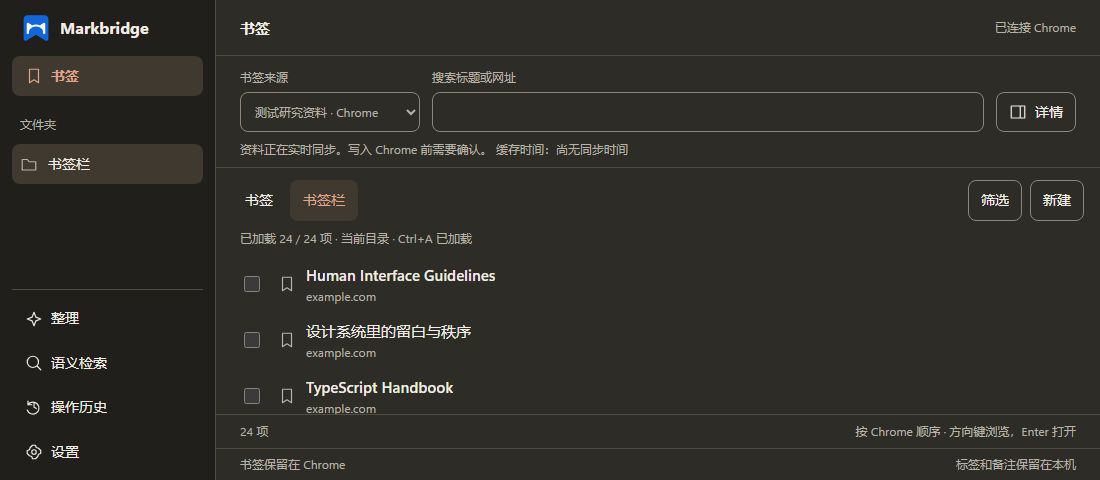 Markbridge
书签
文件夹
书签栏
整理
语义检索
操作历史
设置
书签
已连接 Chrome
书签来源
搜索标题或网址
测试研究资料 · Chrome
详情
资料正在实时同步。写入 Chrome 前需要确认。 缓存时间：尚无同步时间
书签
书签栏
筛选
新建
已加载 24 / 24 项 · 当前目录 · Ctrl+A 已加载
Human Interface Guidelines
example.com
设计系统里的留白与秩序
example.com
TypeScript Handbook
example.com
24 项
按 Chrome 顺序 · 方向键浏览，Enter 打开
书签保留在 Chrome
标签和备注保留在本机